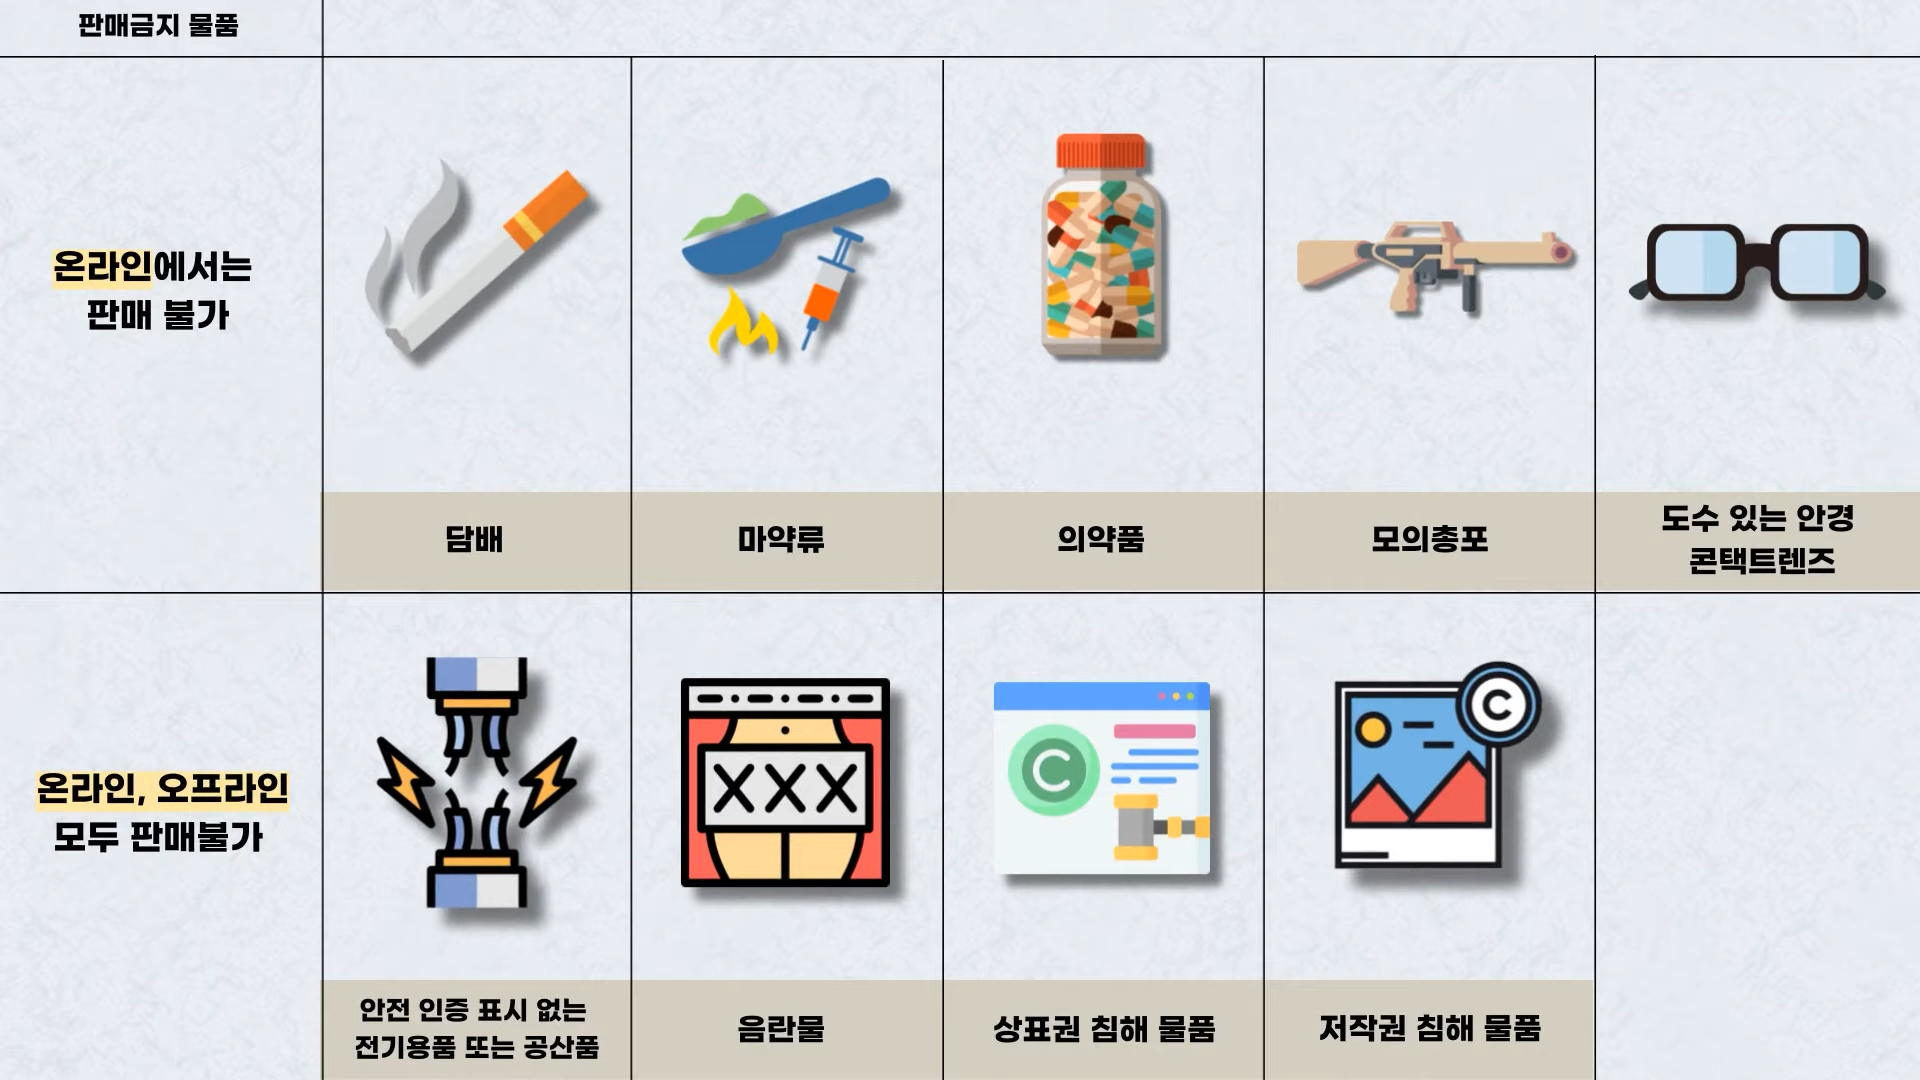 판매금지 물품
온라인에서는
판매 불가
담배
마약류
의약품
모의총포
도수 있는 안경
콘택트렌즈
온라인, 오프라인
모두 판매불가
XXX
C
C
안전 인증 표시 없는
전기용품 또는 공산품
음란물
상표권 침해 물품
저작권 침해 물품